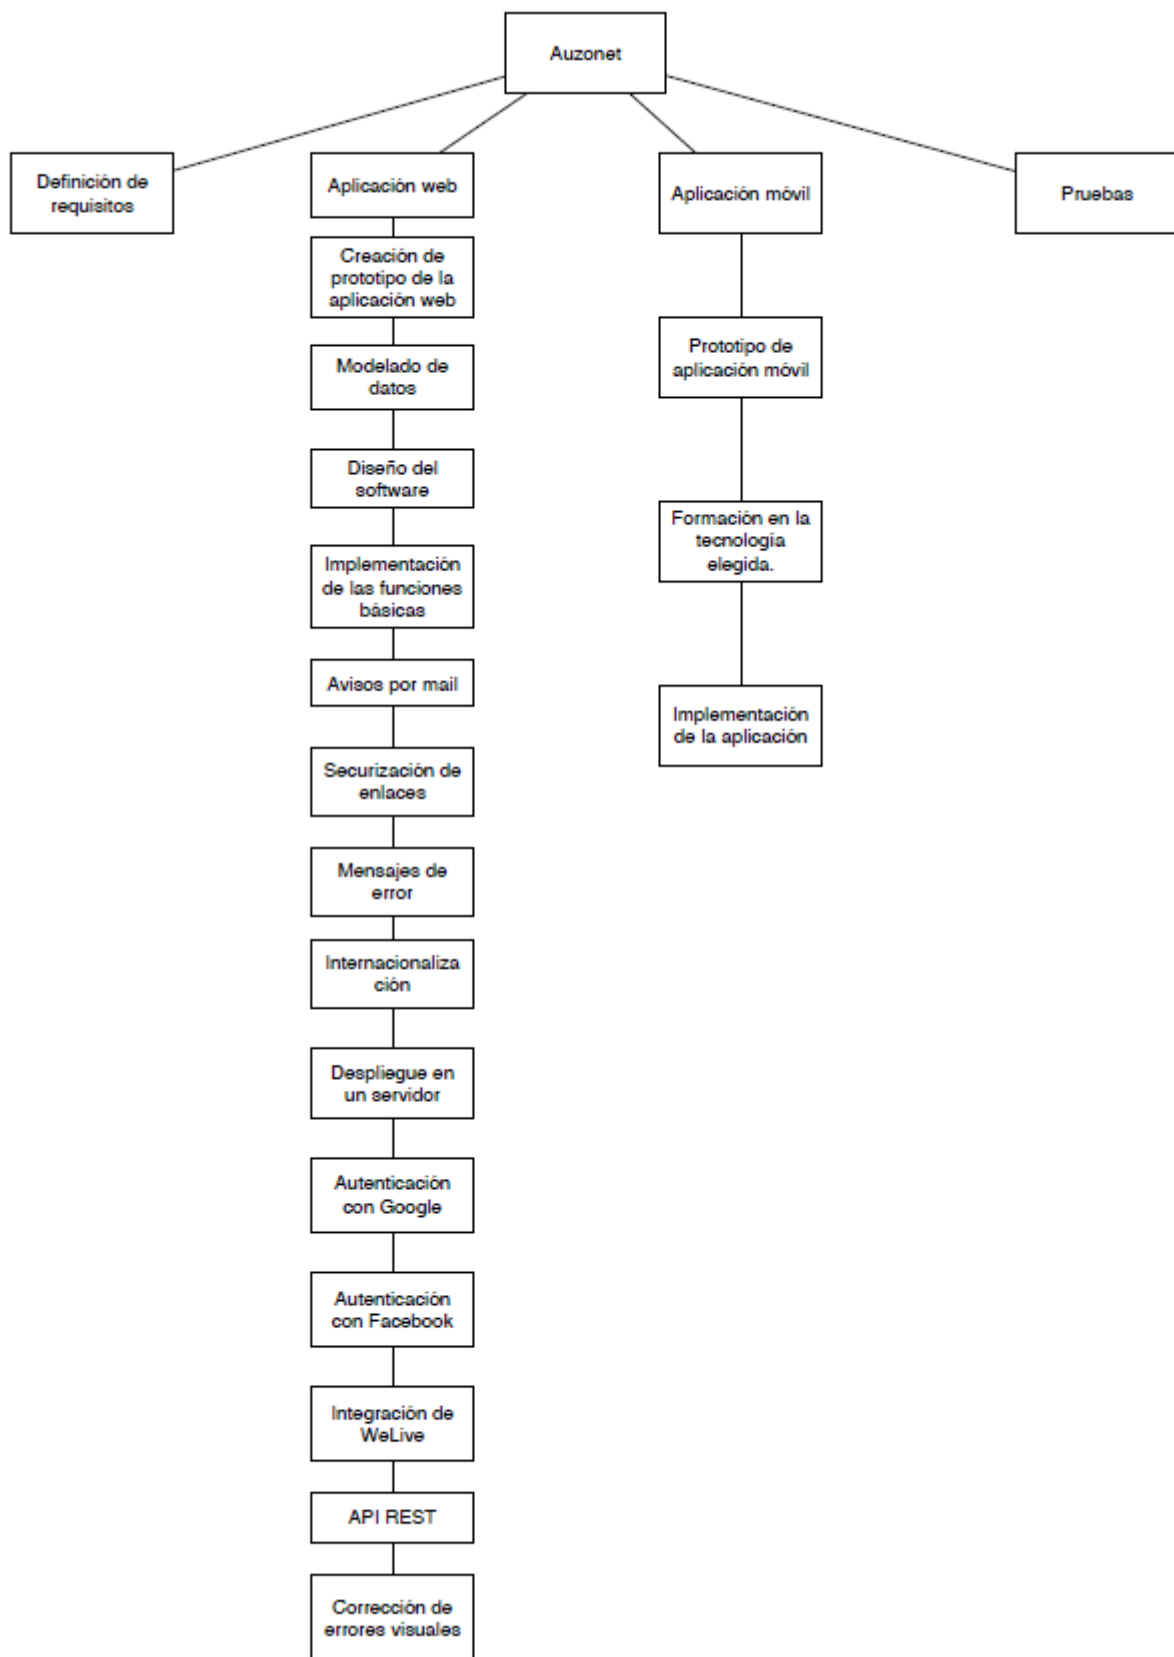 Auzonet
Definición de
requisitos
Aplicación web
Aplicación móvil
Pruebas
Creación de
prototipo de la
aplicación web
Modelado de
datos
Diseño del
software
Implementación
de las funciones
básicas
Avisos por mail
Securización de
enlaces
Mensajes de
error
Internacionaliza
ción
Despliegue en
un servidor
Autenticación
con Google
Autenticación
con Facebook
Integración de
WeLive
API REST
Corrección de
errores visuales
Prototipo de
aplicación móvil
Formación en la
tecnología
elegida.
Implementación
de la aplicación